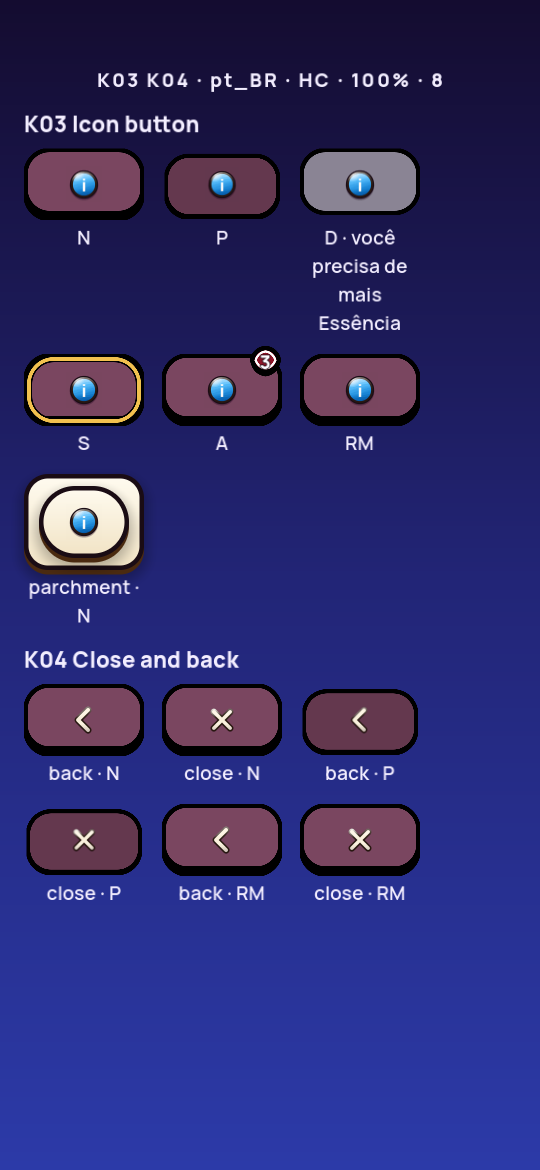 K03 K04 · pt_BR · HC · 100% · 8
K03 Icon button
N
P
D · você
precisa de
mais
Essência
3
S
A
RM
parchment ·
N
K04 Close and back
back · N
close · N
back · P
close · P
back · RM
close · RM